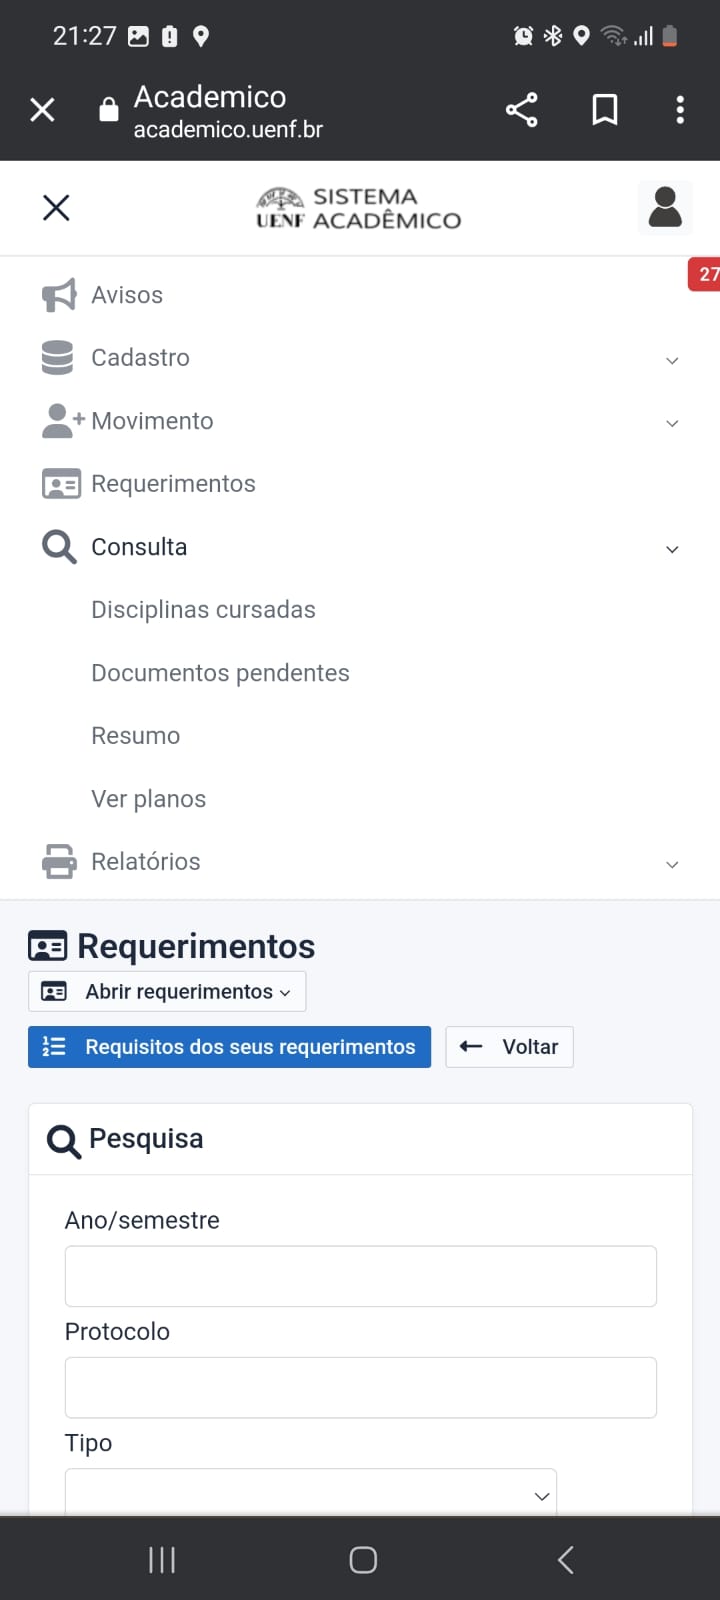 21:27
Academico
academico.uenf.br
UENF SISTEMA ACADÊMICO
27
Avisos
Cadastro
Movimento
Requerimentos
Consulta
Disciplinas cursadas
Documentos pendentes
Resumo
Ver planos
Relatórios
Requerimentos
Abrir requerimentos
Requisitos dos seus requerimentos Voltar
Pesquisa
Ano/semestre
Protocolo
Tipo